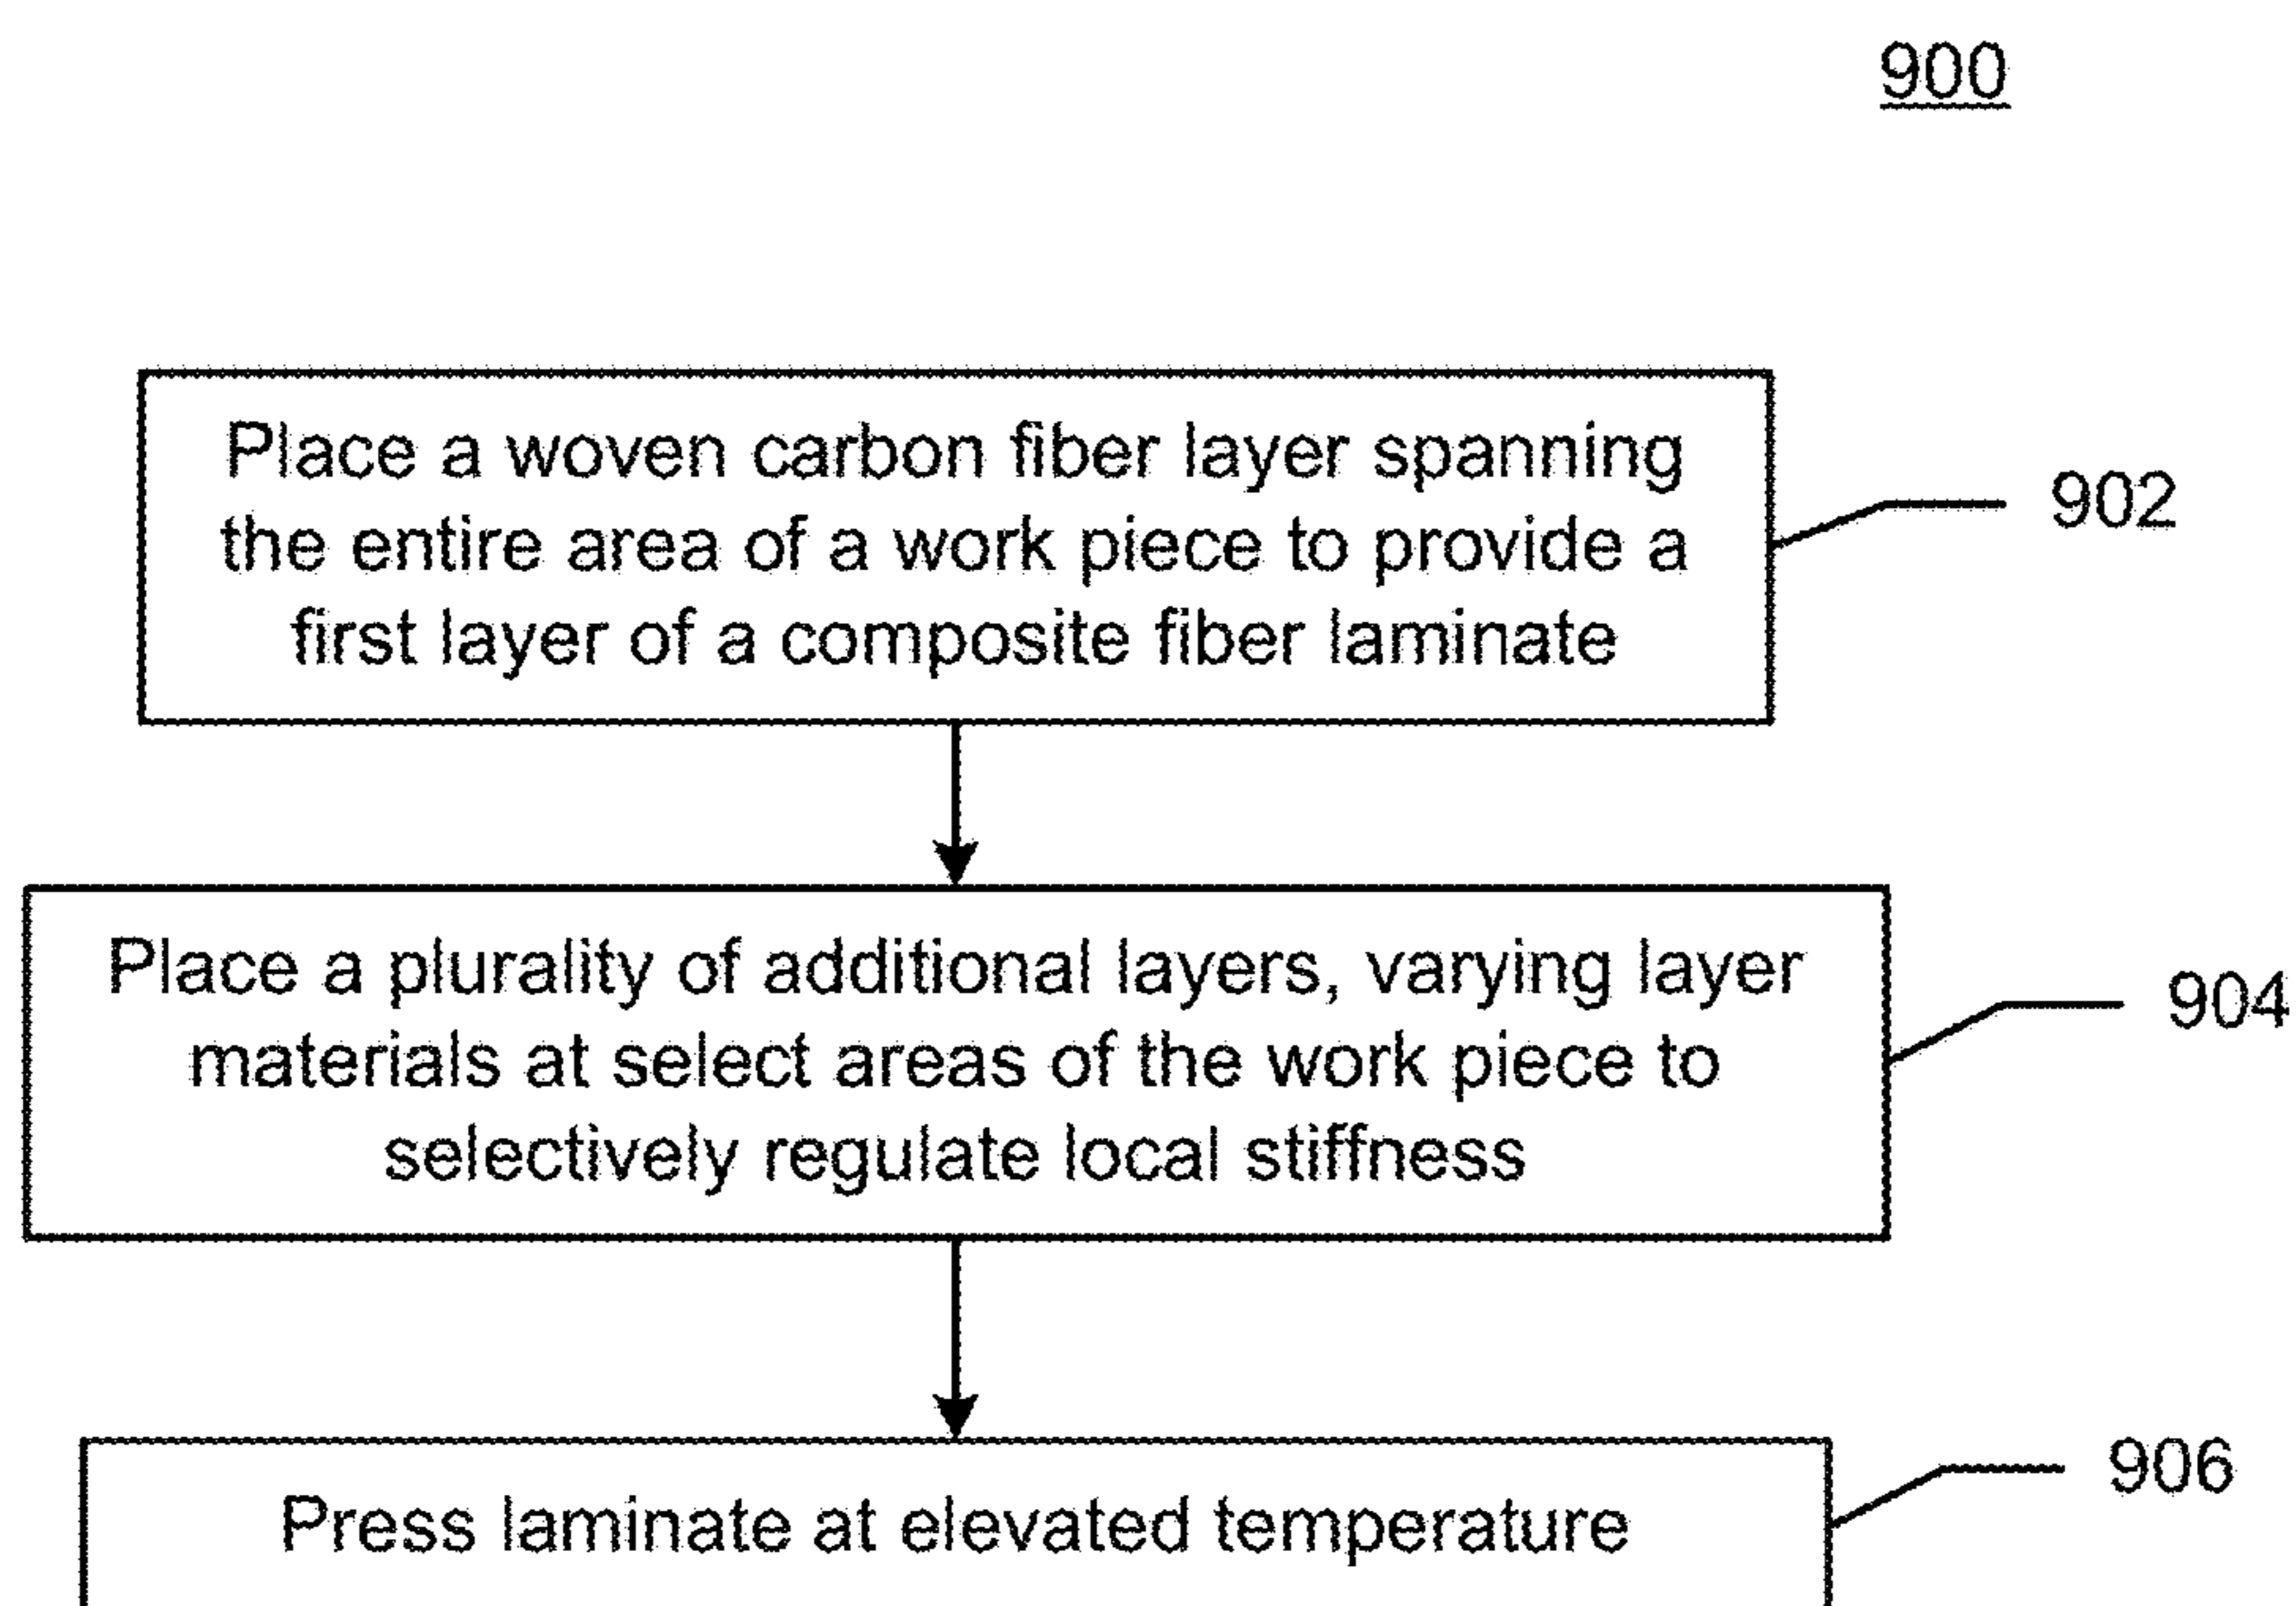 900
Place a woven carbon fiber layer spanning
the entire area of a work piece to provide a
first layer of a composite fiber laminate
902
Place a plurality of additional layers, varying layer
materials at select areas of the work piece to
selectively regulate local stiffness
904
Press laminate at elevated temperature
906